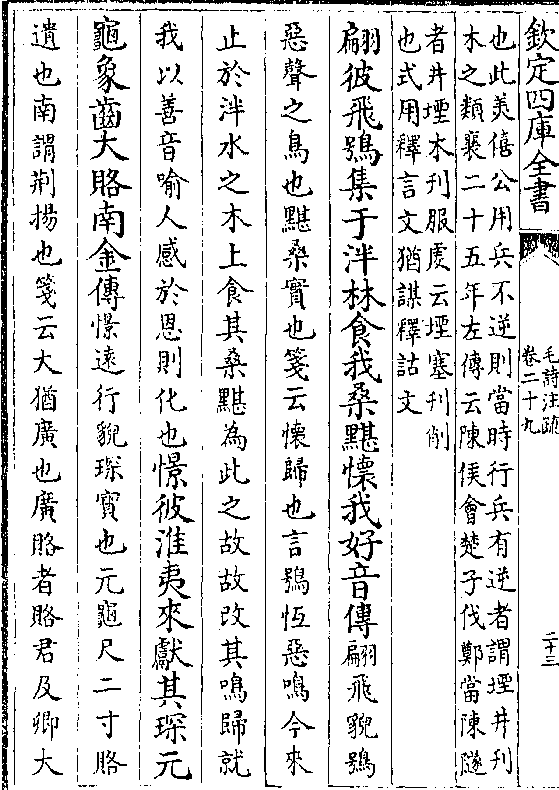 欽定四庫全書
毛詩注疏
卷二十九
二十三
也此美僖公用兵不逆則當時行兵有逆者謂堙井刋
木之類襄二十五年左傳云陳侯會楚子伐鄭當陳隧
者井堙木刋服虔云堙塞刋削
也式用釋言文猶謀釋詁文
翩彼飛鴞集于泮林食我桑黮懷我好音傳翩飛貌鴞
惡聲之鳥也黮桑實也箋云懷歸也言鴞恆惡鳴今來
止於泮水之木上食其桑黮為此之故故改其鳴歸就
我以善音喻人感於恩則化也憬彼淮夷來獻其琛元
龜象齒大賂南金傳憬遠行貌琛寶也元龜尺二寸賂
遺也南謂荆揚也箋云大猶廣也廣賂者賂君及卿大